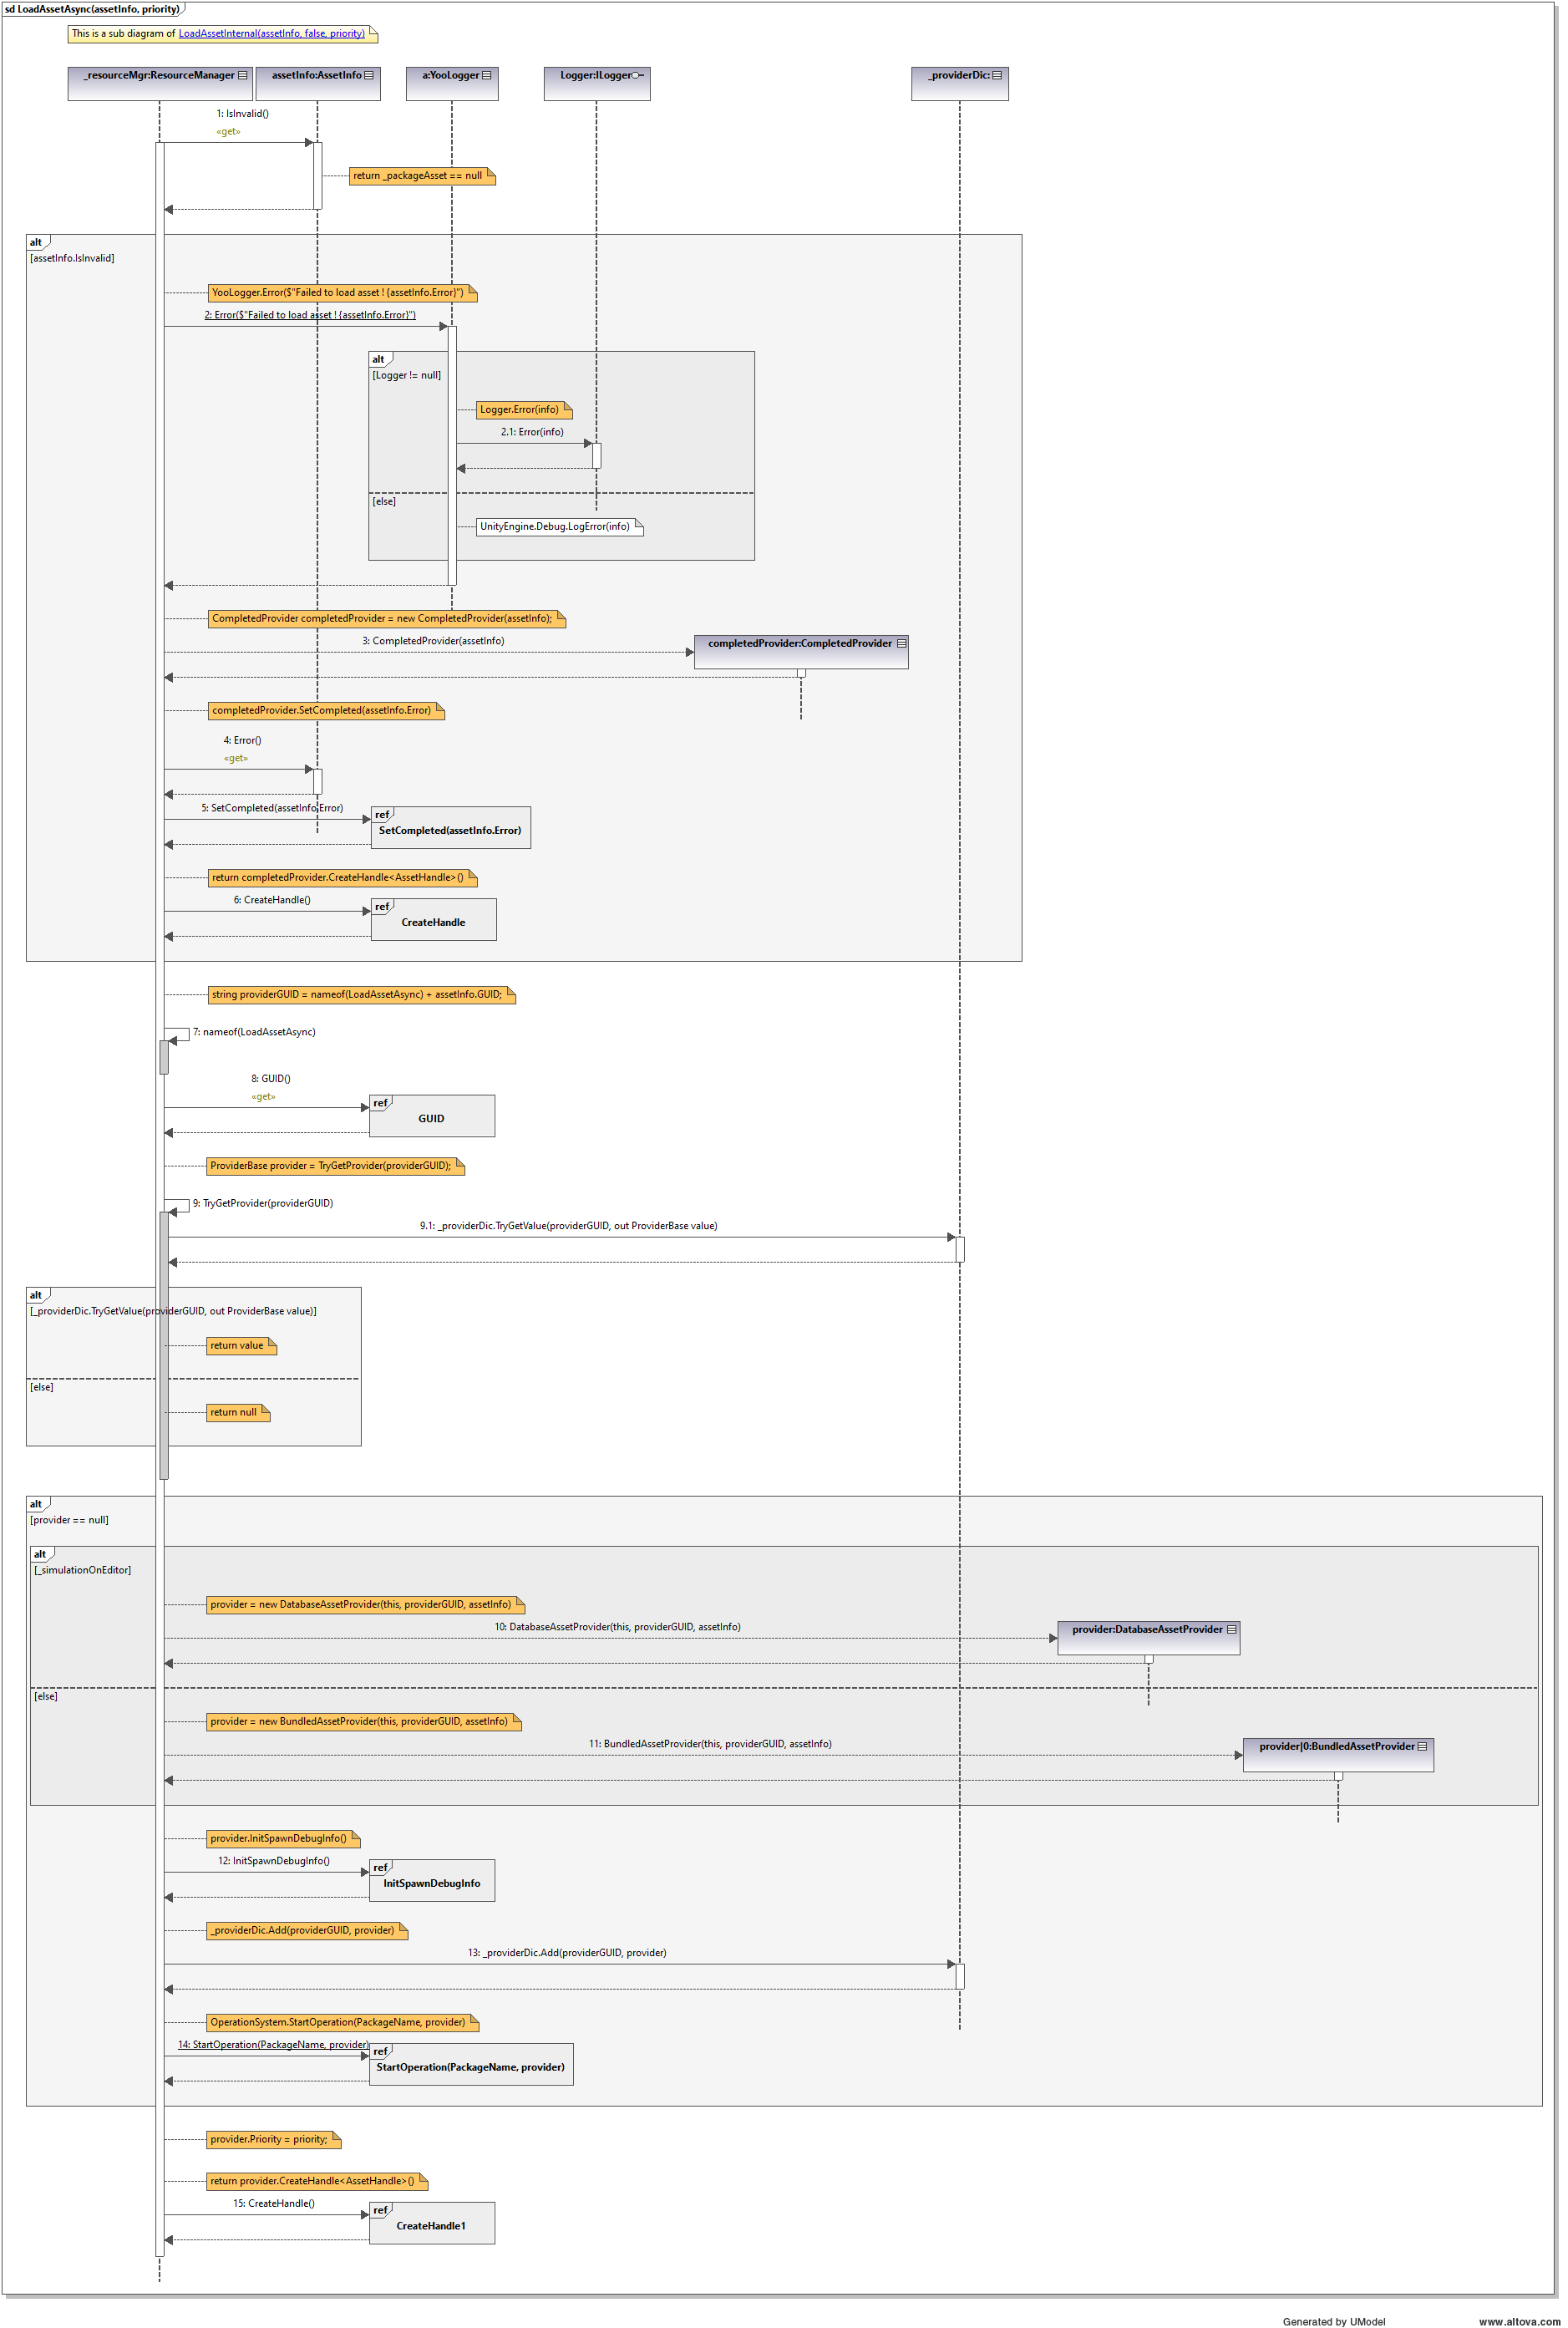 sd LoadAssetAsync(assetInfo, priority)
This is a sub diagram of LoadAssetInternal(assetInfo, false, priority)
_resourceMgr:ResourceManager
assetInfo:AssetInfo
a:YooLogger
Logger:ILogger
_providerDic:
1: IsInvalid()
«get»
return _packageAsset == null
alt
[assetInfo.IsInvalid]
YooLogger.Error($"Failed to load asset ! {assetInfo.Error}")
2: Error($"Failed to load asset ! {assetInfo.Error}")
alt
[Logger != null]
Logger.Error(info)
2.1: Error(info)
[else]
UnityEngine.Debug.LogError(info)
CompletedProvider completedProvider = new CompletedProvider(assetInfo);
3: CompletedProvider(assetInfo)
completedProvider:CompletedProvider
completedProvider.SetCompleted(assetInfo.Error)
4: Error()
«get»
5: SetCompleted(assetInfo.Error)
ref
SetCompleted(assetInfo.Error)
return completedProvider.CreateHandle<AssetHandle>()
6: CreateHandle()
ref
CreateHandle
string providerGUID = nameof(LoadAssetAsync) + assetInfo.GUID;
7: nameof(LoadAssetAsync)
8: GUID()
«get»
ref
GUID
ProviderBase provider = TryGetProvider(providerGUID);
9: TryGetProvider(providerGUID)
9.1: _providerDic.TryGetValue(providerGUID, out ProviderBase value)
alt
[_providerDic.TryGetValue(providerGUID, out ProviderBase value)]
return value
[else]
return null
alt
[provider == null]
alt
[_simulationOnEditor]
provider = new DatabaseAssetProvider(this, providerGUID, assetInfo)
10: DatabaseAssetProvider(this, providerGUID, assetInfo)
provider:DatabaseAssetProvider
[else]
provider = new BundledAssetProvider(this, providerGUID, assetInfo)
11: BundledAssetProvider(this, providerGUID, assetInfo)
provider|0:BundledAssetProvider
provider.InitSpawnDebugInfo()
12: InitSpawnDebugInfo()
ref
InitSpawnDebugInfo
_providerDic.Add(providerGUID, provider)
13: _providerDic.Add(providerGUID, provider)
OperationSystem.StartOperation(PackageName, provider)
14: StartOperation(PackageName, provider)
ref
StartOperation(PackageName, provider)
provider.Priority = priority;
return provider.CreateHandle<AssetHandle>()
15: CreateHandle()
ref
CreateHandle1
Generated by UModel
www.altova.com